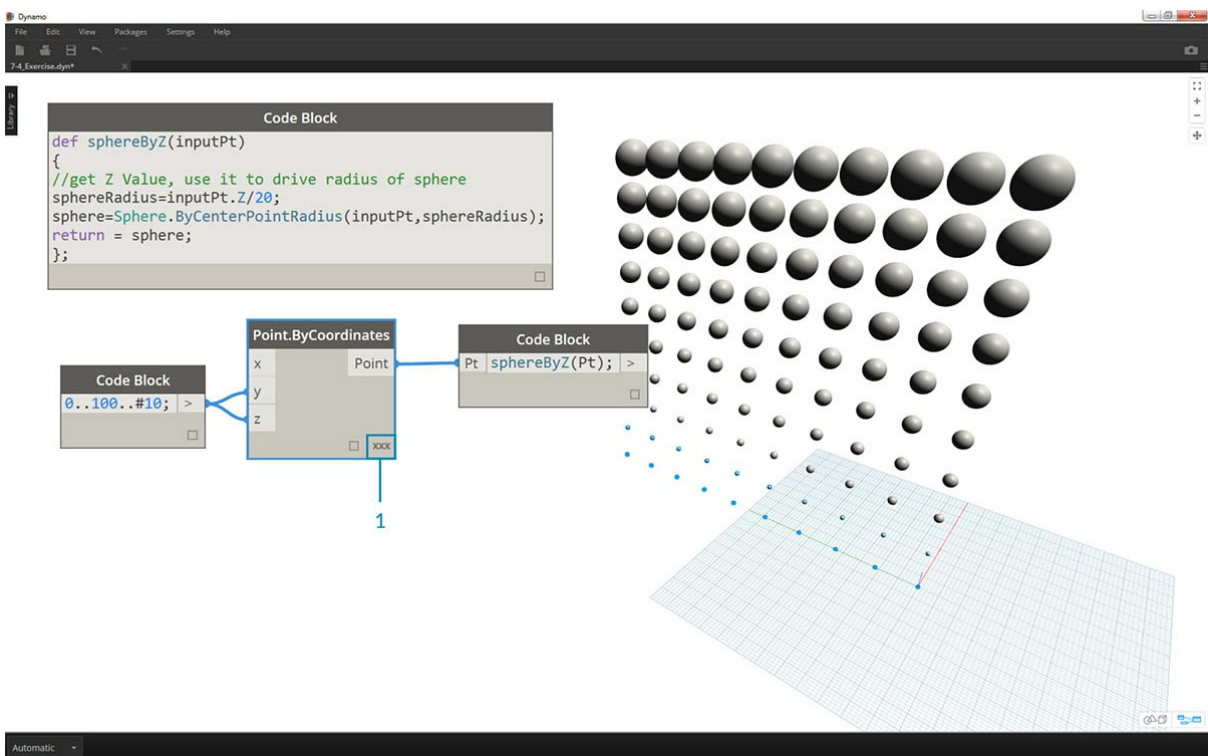 Dynamo
File Edit View Packages Settings Help
7-4_Exercise.dyn*
Library
Code Block
def sphereByZ(inputPt)
{
//get Z Value, use it to drive radius of sphere
sphereRadius=inputPt.Z/20;
sphere=Sphere.ByCenterPointRadius(inputPt,sphereRadius);
return = sphere;
};
Code Block
0..100..#10; >
Point.ByCoordinates
x Point
y
z
xxx
1
Code Block
Pt sphereByZ(Pt); >
Automatic